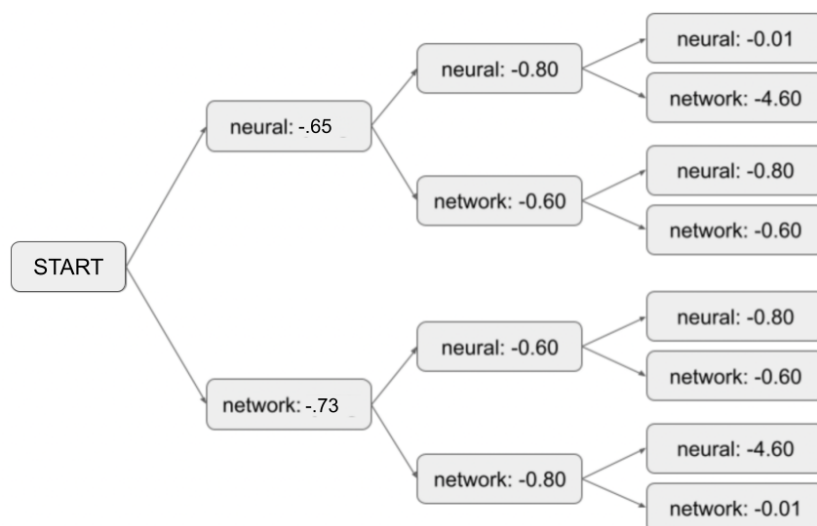 neural: -0.01
neural: -0.80
network: -4.60
neural: -.65
neural: -0.80
network: -0.60
network: -0.60
START
neural: -0.80
neural: -0.60
network: -0.60
network: -.73
neural: -4.60
network: -0.80
network: -0.01